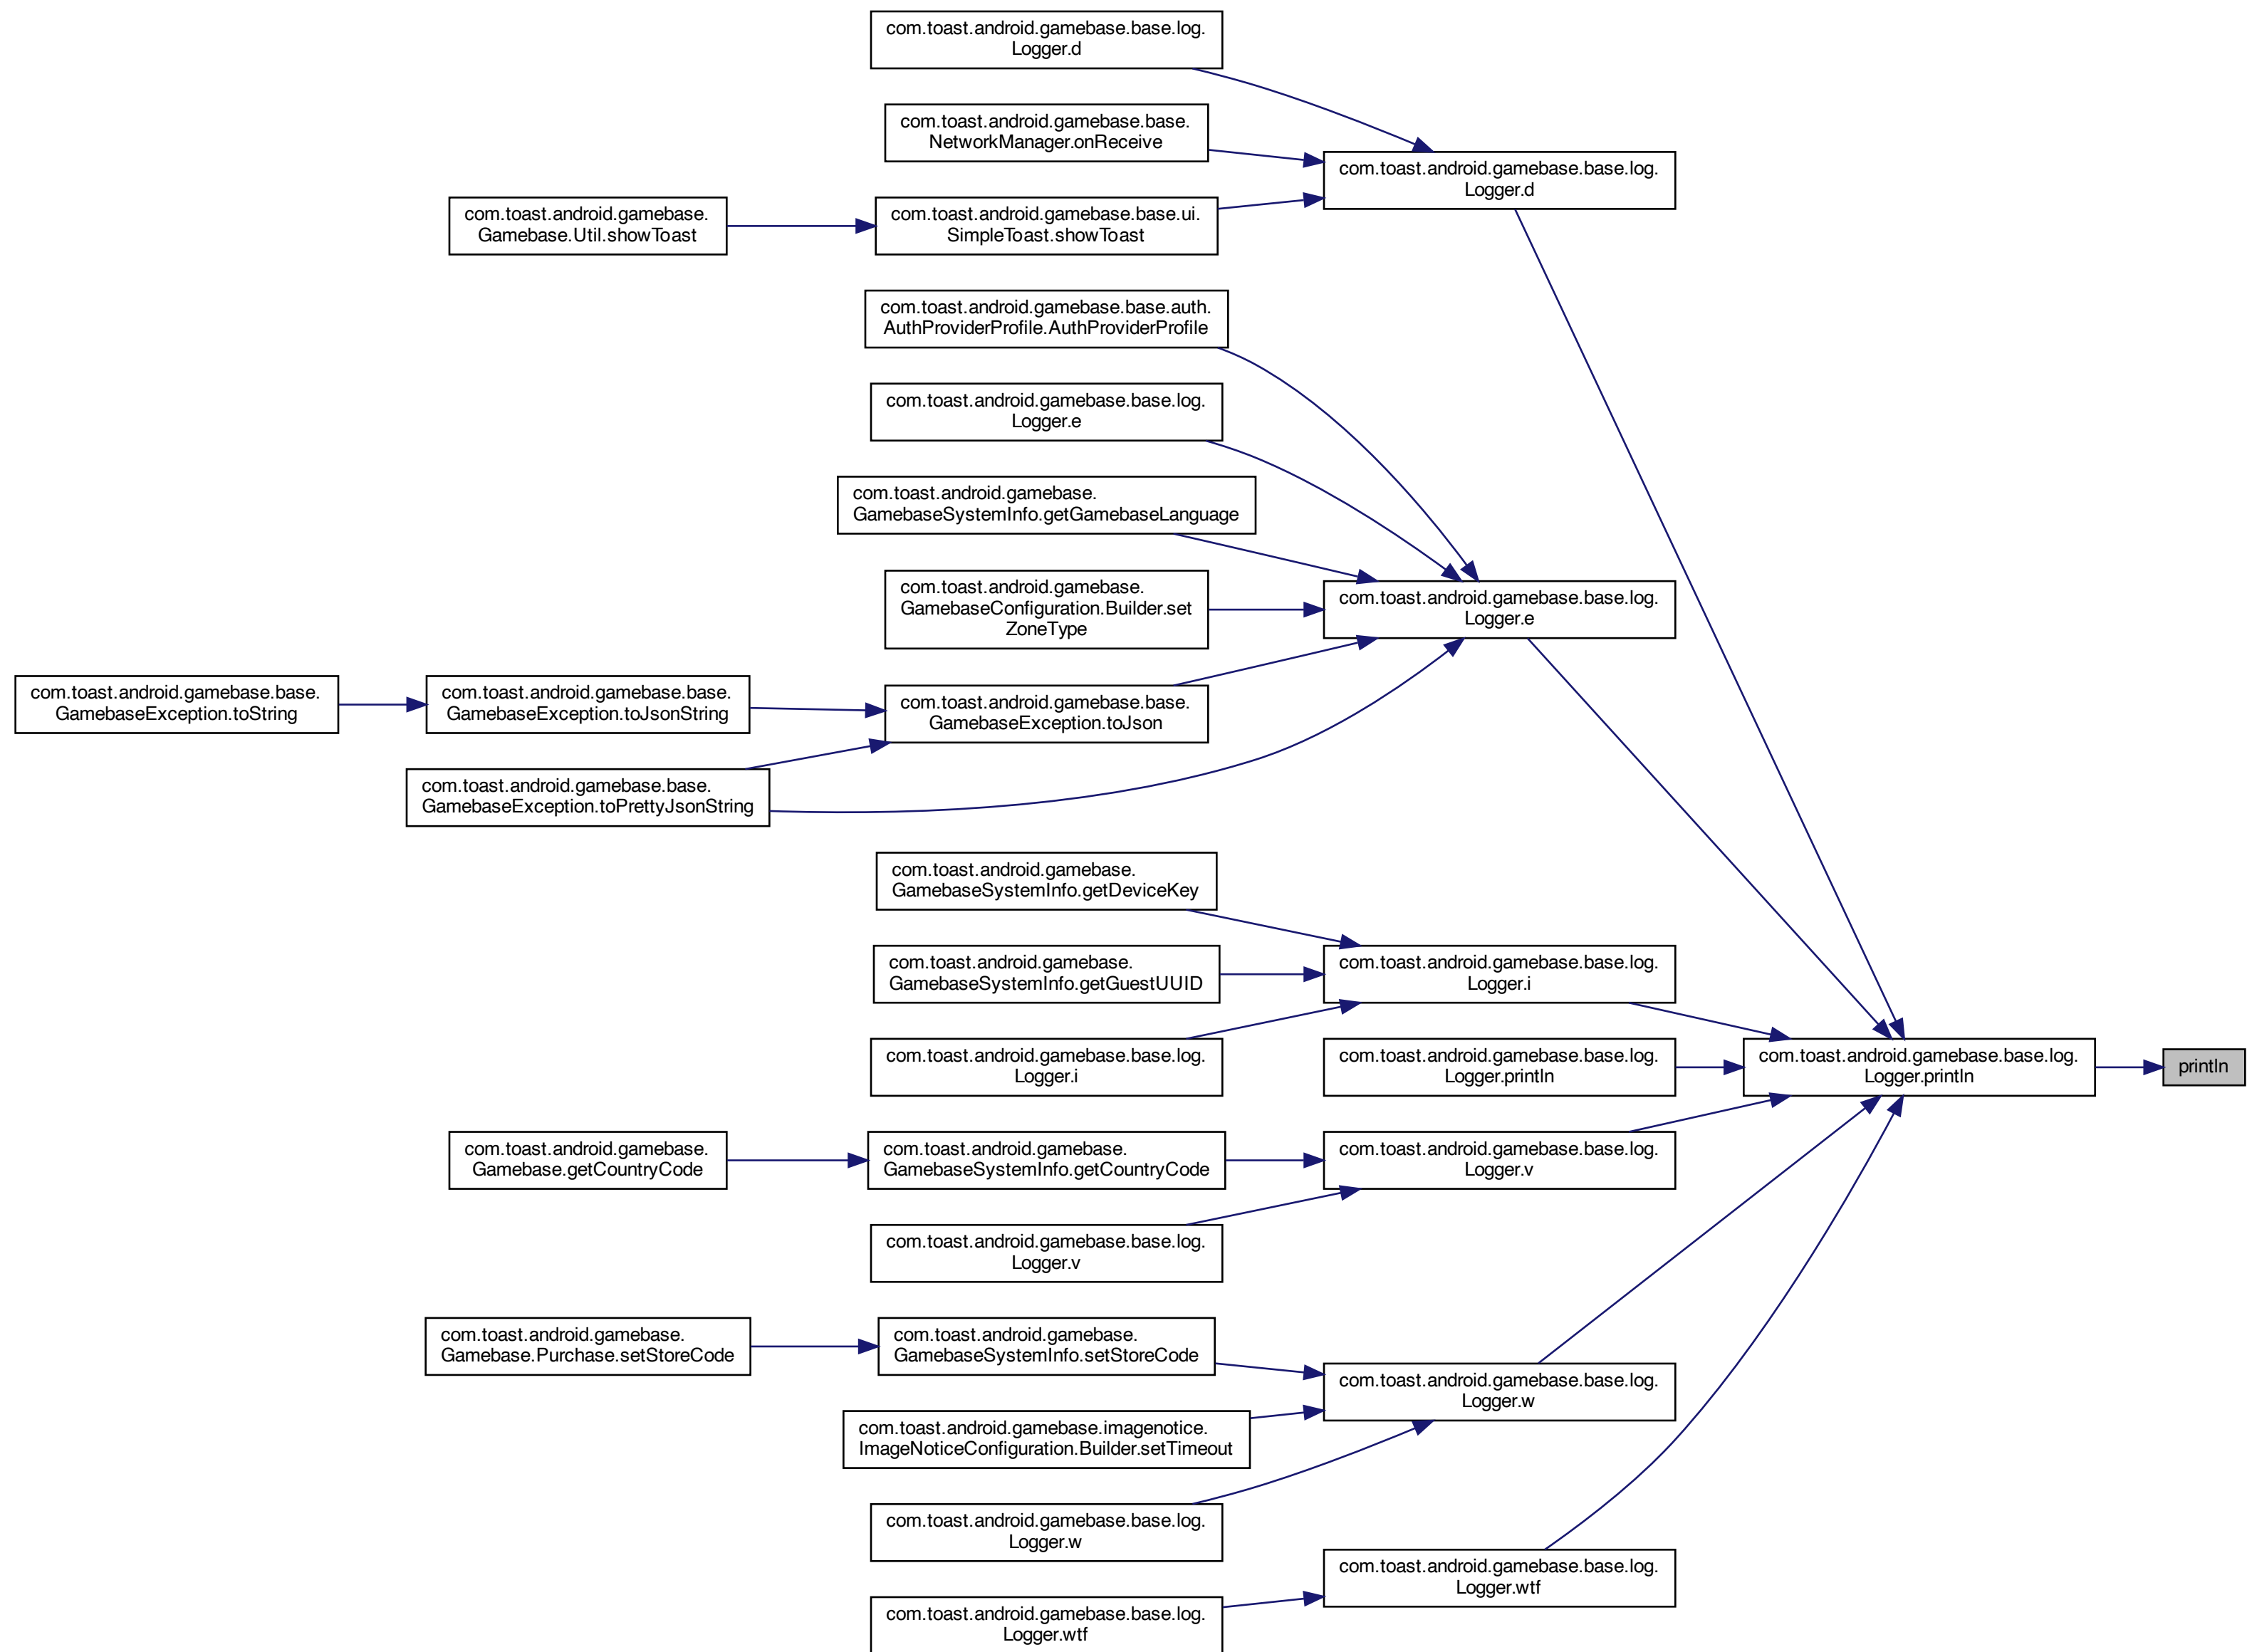 com.toast.android.gamebase.base.log.
Logger.d
com.toast.android.gamebase.base.
NetworkManager.onReceive
com.toast.android.gamebase.base.log.
Logger.d
com.toast.android.gamebase.
Gamebase.Util.showToast
com.toast.android.gamebase.base.ui.
SimpleToast.showToast
com.toast.android.gamebase.base.auth.
AuthProviderProfile.AuthProviderProfile
com.toast.android.gamebase.base.log.
Logger.e
com.toast.android.gamebase.
GamebaseSystemInfo.getGamebaseLanguage
com.toast.android.gamebase.
GamebaseConfiguration.Builder.set
ZoneType
com.toast.android.gamebase.base.log.
Logger.e
com.toast.android.gamebase.base.
GamebaseException.toString
com.toast.android.gamebase.base.
GamebaseException.toJsonString
com.toast.android.gamebase.base.
GamebaseException.toJson
com.toast.android.gamebase.base.
GamebaseException.toPrettyJsonString
com.toast.android.gamebase.
GamebaseSystemInfo.getDeviceKey
com.toast.android.gamebase.
GamebaseSystemInfo.getGuestUUID
com.toast.android.gamebase.base.log.
Logger.i
com.toast.android.gamebase.base.log.
Logger.i
com.toast.android.gamebase.base.log.
Logger.println
com.toast.android.gamebase.base.log.
Logger.println
println
com.toast.android.gamebase.
Gamebase.getCountryCode
com.toast.android.gamebase.
GamebaseSystemInfo.getCountryCode
com.toast.android.gamebase.base.log.
Logger.v
com.toast.android.gamebase.base.log.
Logger.v
com.toast.android.gamebase.
Gamebase.Purchase.setStoreCode
com.toast.android.gamebase.
GamebaseSystemInfo.setStoreCode
com.toast.android.gamebase.base.log.
Logger.w
com.toast.android.gamebase.imagenotice.
ImageNoticeConfiguration.Builder.setTimeout
com.toast.android.gamebase.base.log.
Logger.w
com.toast.android.gamebase.base.log.
Logger.wtf
com.toast.android.gamebase.base.log.
Logger.wtf